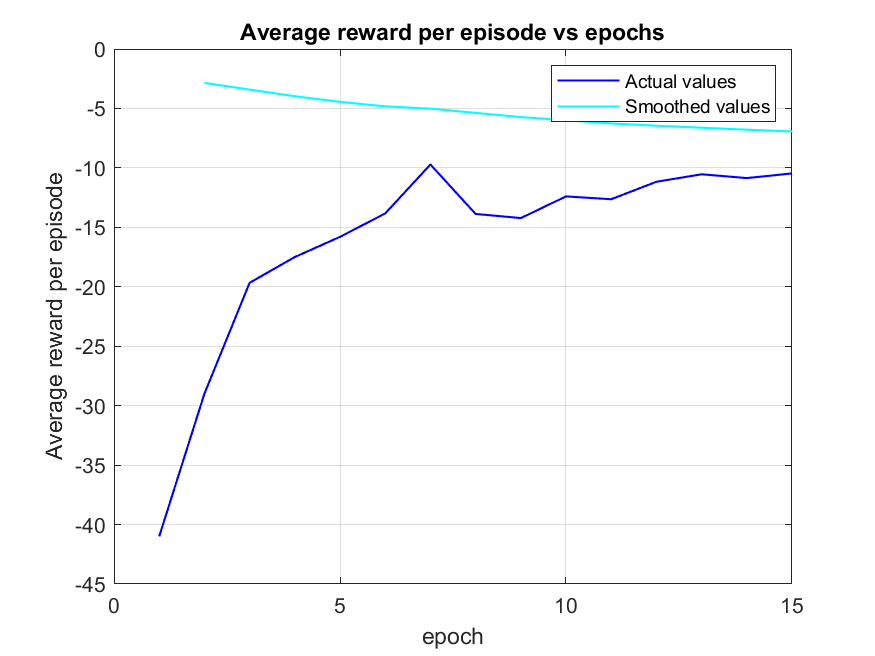 Average reward per episode vs epochs
Actual values
Smoothed values
Average reward per episode
0
-5
-10
-15
-20
-25
-30
-35
-40
-45
0
5
10
15
epoch